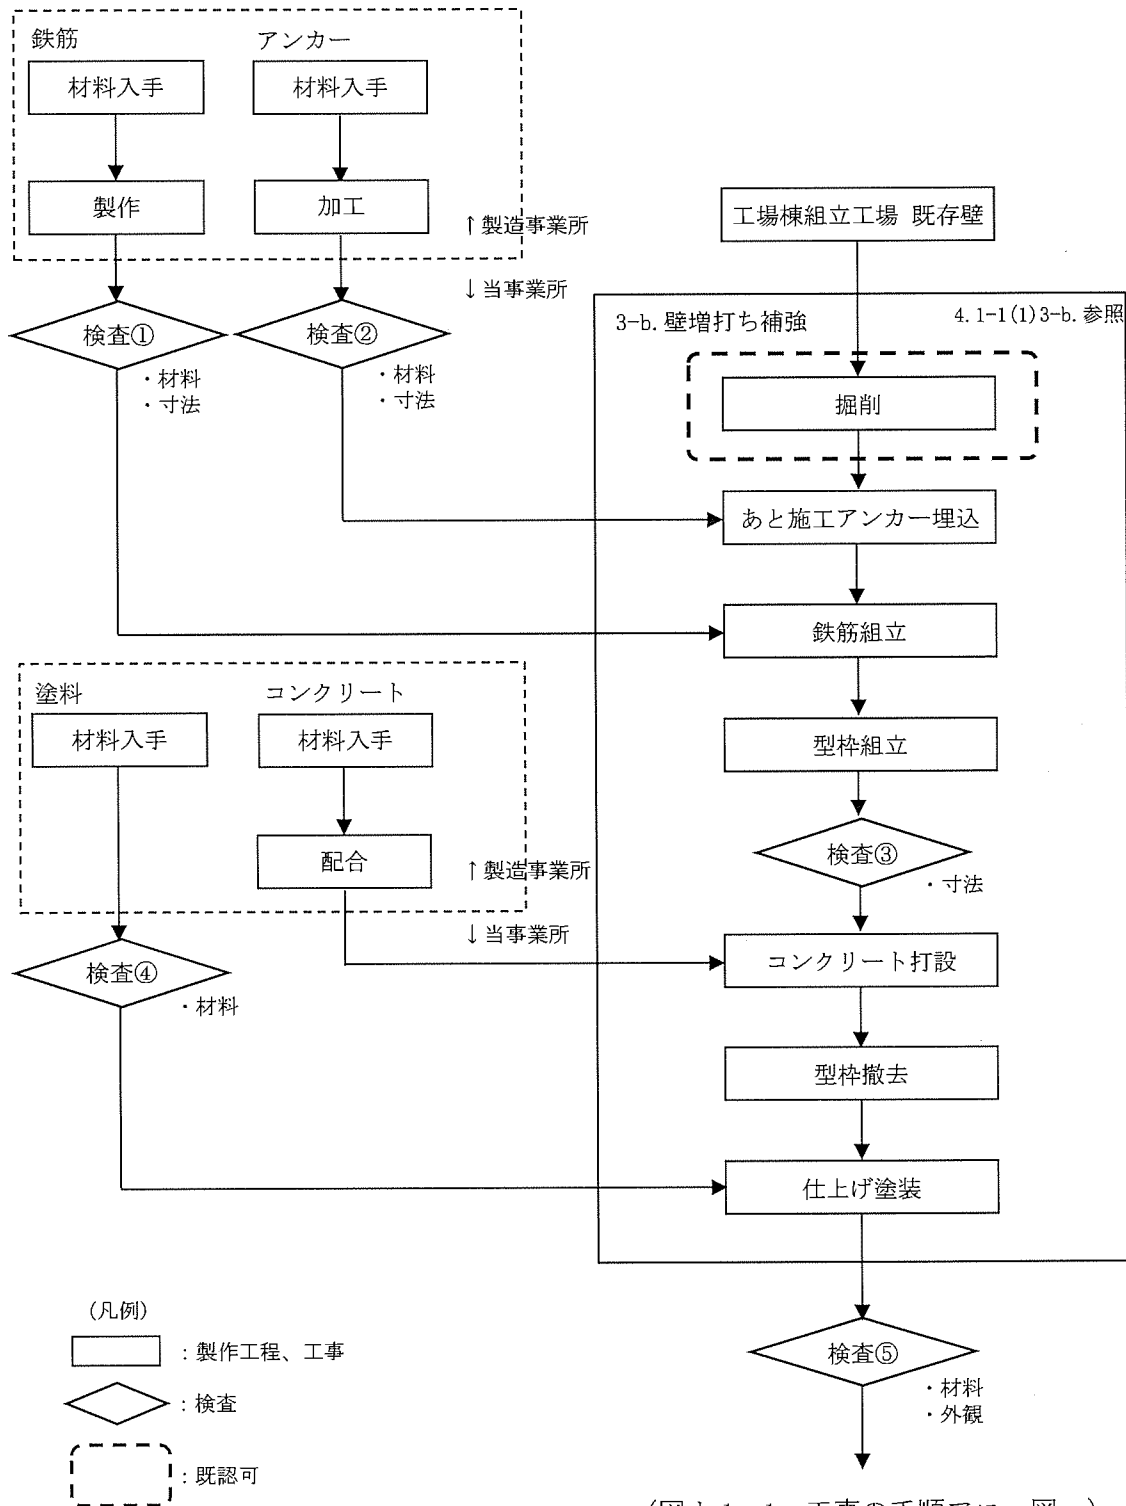 鉄筋 アンカー
材料入手 材料入手
製作 加工
↑製造事業所
↓当事業所
検査① 検査②
・材料 ・材料
・寸法 ・寸法
工場棟組立工場 既存壁
3-b. 壁増打ち補強 4.1-1(1)3-b. 参照
掘削
あと施工アンカー埋込
鉄筋組立
型枠組立
検査③
・寸法
塗料 コンクリート
材料入手 材料入手
配合
↑製造事業所
↓当事業所
検査④
・材料
コンクリート打設
型枠撤去
仕上げ塗装
検査⑤
・材料
・外観
(凡例)
：製作工程、工事
：検査
：既認可